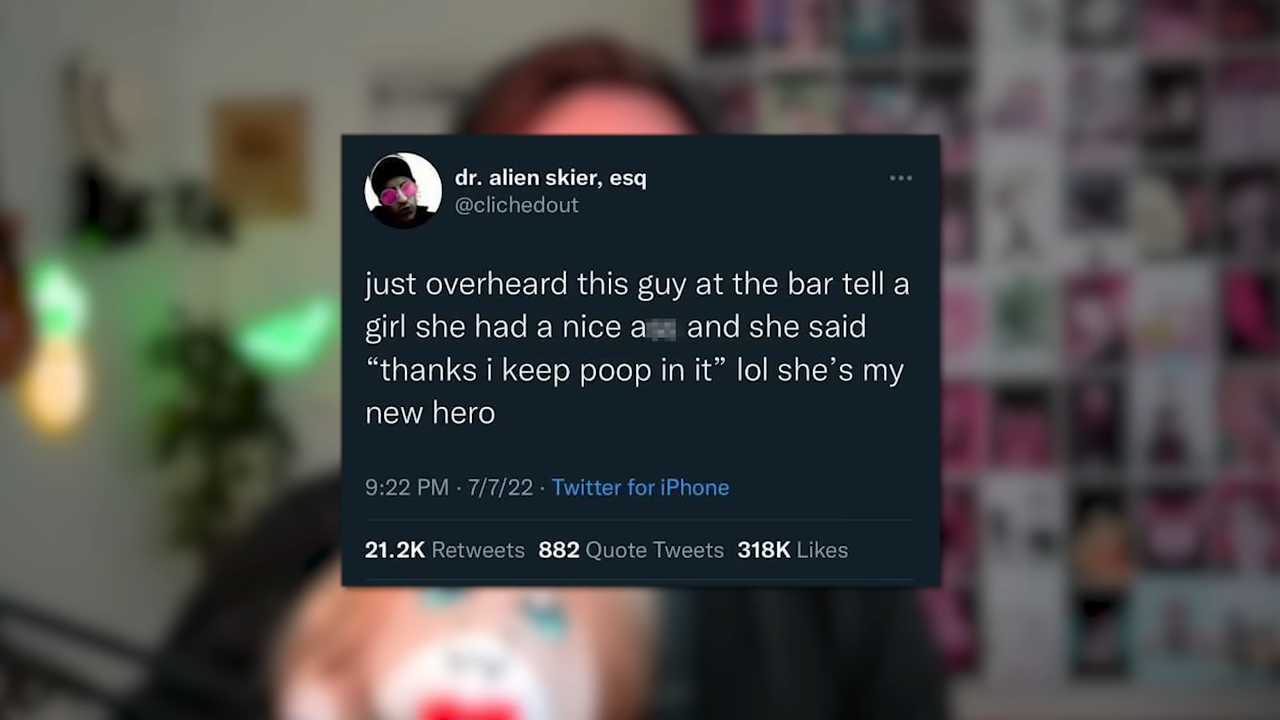 dr. alien skier, esq
@clichedout
just overheard this guy at the bar tell a
girl she had a nice a and she said
“thanks i keep poop in it” lol she’s my
new hero
9:22 PM · 7/7/22 · Twitter for iPhone
21.2K Retweets 882 Quote Tweets 318K Likes